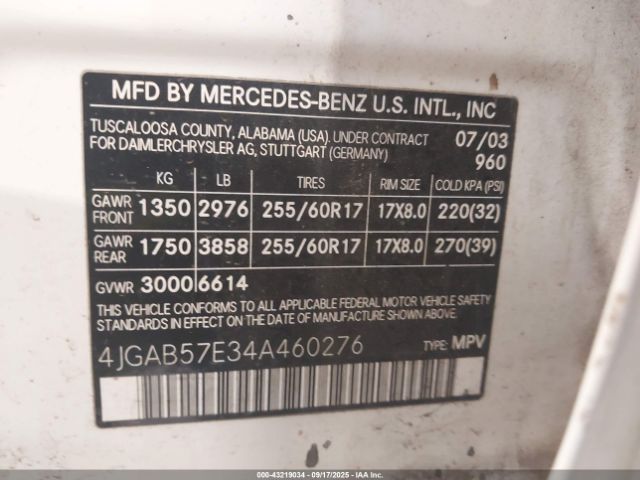 MFD BY MERCEDES-BENZ U.S. INTL., INC
TUSCALOOSA COUNTY, ALABAMA (USA). UNDER CONTRACT 07/03
FOR DAIMLERCHRYSLER AG, STUTTGART (GERMANY) 960
KG LB TIRES RIM SIZE COLD KPA (PSI)
GAWR FRONT 1350 2976 255/60R17 17X8.0 220(32)
GAWR REAR 1750 3858 255/60R17 17X8.0 270(39)
GVWR 3000 6614
THIS VEHICLE CONFORMS TO ALL APPLICABLE FEDERAL MOTOR VEHICLE SAFETY
STANDARDS IN EFFECT ON THE DATE OF MANUFACTURE SHOWN ABOVE.
4JGAB57E34A460276 TYPE: MPV
000-43219034 - 09/17/2025 - IAAI.COM